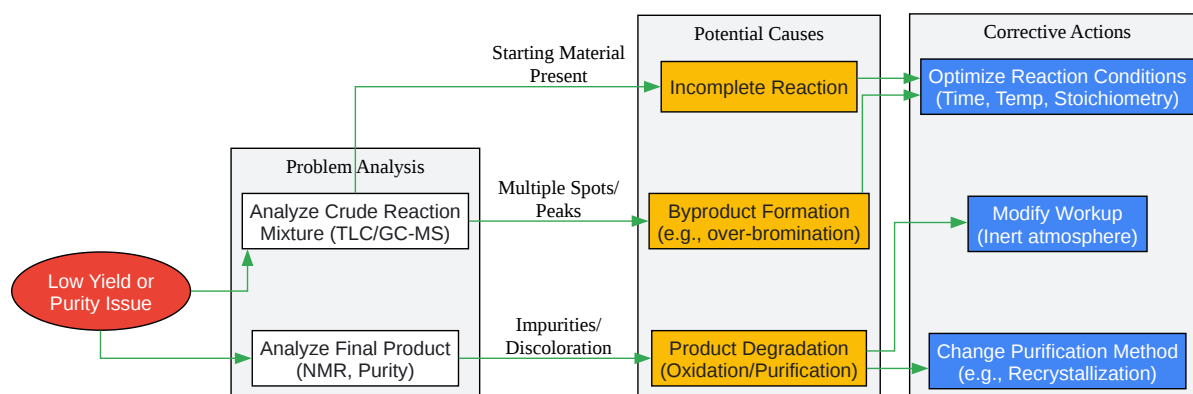 Potential Causes
Corrective Actions
Starting Material
Present
Incomplete Reaction
Optimize Reaction Conditions
(Time, Temp, Stoichiometry)
Problem Analysis
Analyze Crude Reaction
Mixture (TLC/GC-MS)
Multiple Spots/
Peaks
Byproduct Formation
(e.g., over-bromination)
Modify Workup
(Inert atmosphere)
Low Yield or
Purity Issue
Analyze Final Product
(NMR, Purity)
Impurities/
Discoloration
Product Degradation
(Oxidation/Purification)
Change Purification Method
(e.g., Recrystallization)